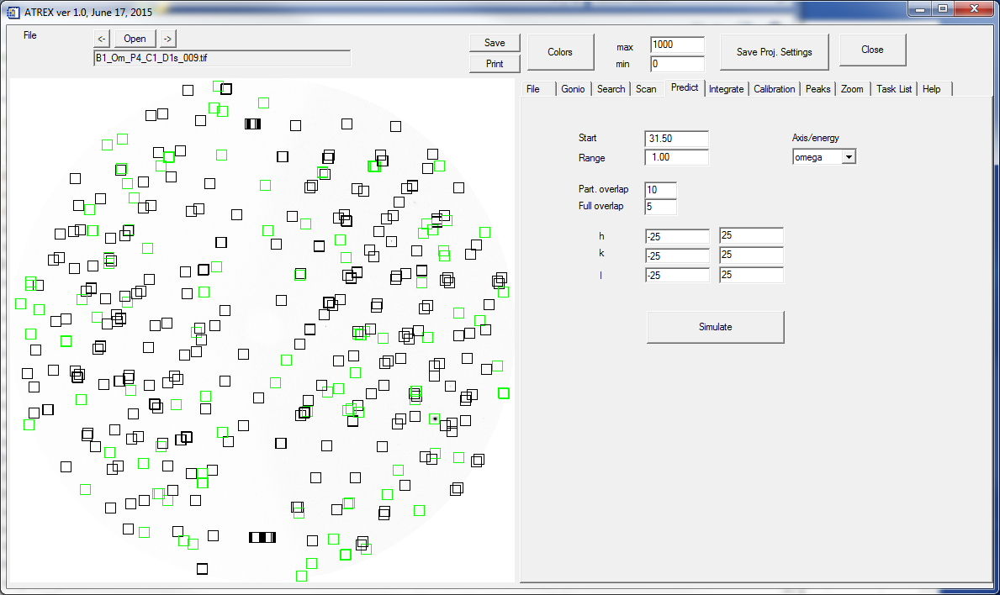 ATREX ver 1.0, June 17, 2015
File
<- Open ->
B1_Om_P4_C1_D1s_009.tif
Save
Print
Colors
max 1000
min 0
Save Proj. Settings
Close
File Gonio Search Scan Predict Integrate Calibration Peaks Zoom Task List Help
Start 31.50
Range 1.00
Axis/energy
omega
Part. overlap 10
Full overlap 5
h -25 25
k -25 25
l -25 25
Simulate